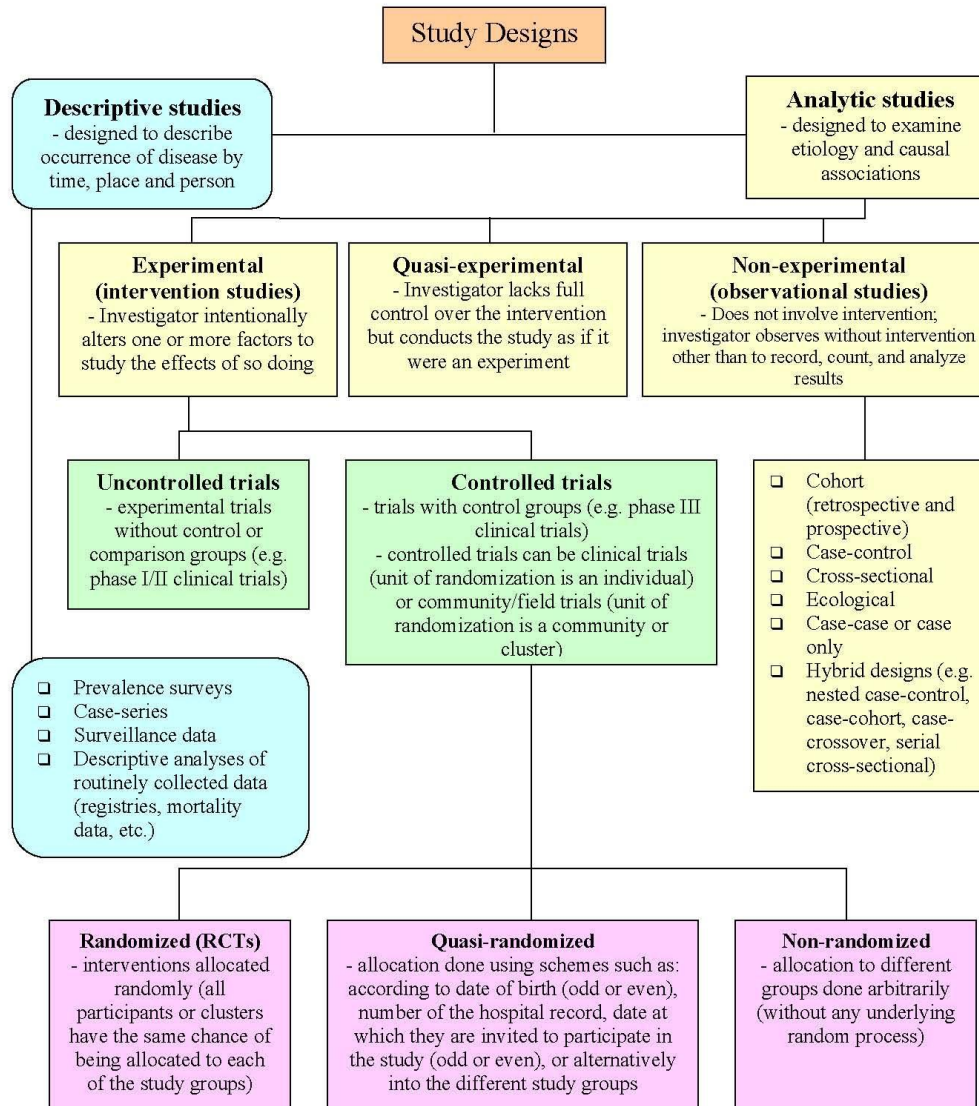 Study Designs
Descriptive studies
- designed to describe
occurrence of disease by
time, place and person
Analytic studies
- designed to examine
etiology and causal
associations
Experimental
(intervention studies)
- Investigator intentionally
alters one or more factors to
study the effects of so doing
Quasi-experimental
- Investigator lacks full
control over the intervention
but conducts the study as if it
were an experiment
Non-experimental
(observational studies)
- Does not involve intervention;
investigator observes without intervention
other than to record, count, and analyze
results
Uncontrolled trials
- experimental trials
without control or
comparison groups (e.g.
phase I/II clinical trials)
Controlled trials
- trials with control groups (e.g. phase III
clinical trials)
- controlled trials can be clinical trials
(unit of randomization is an individual)
or community/field trials (unit of
randomization is a community or
cluster)
❑ Cohort
(retrospective and
prospective)
❑ Case-control
❑ Cross-sectional
❑ Ecological
❑ Case-case or case
only
❑ Hybrid designs (e.g.
nested case-control,
case-cohort, case-
crossover, serial
cross-sectional)
❑ Prevalence surveys
❑ Case-series
❑ Surveillance data
❑ Descriptive analyses of
routinely collected data
(registries, mortality
data, etc.)
Randomized (RCTs)
- interventions allocated
randomly (all
participants or clusters
have the same chance of
being allocated to each
of the study groups)
Quasi-randomized
- allocation done using schemes such as:
according to date of birth (odd or even),
number of the hospital record, date at
which they are invited to participate in
the study (odd or even), or alternatively
into the different study groups
Non-randomized
- allocation to different
groups done arbitrarily
(without any underlying
random process)